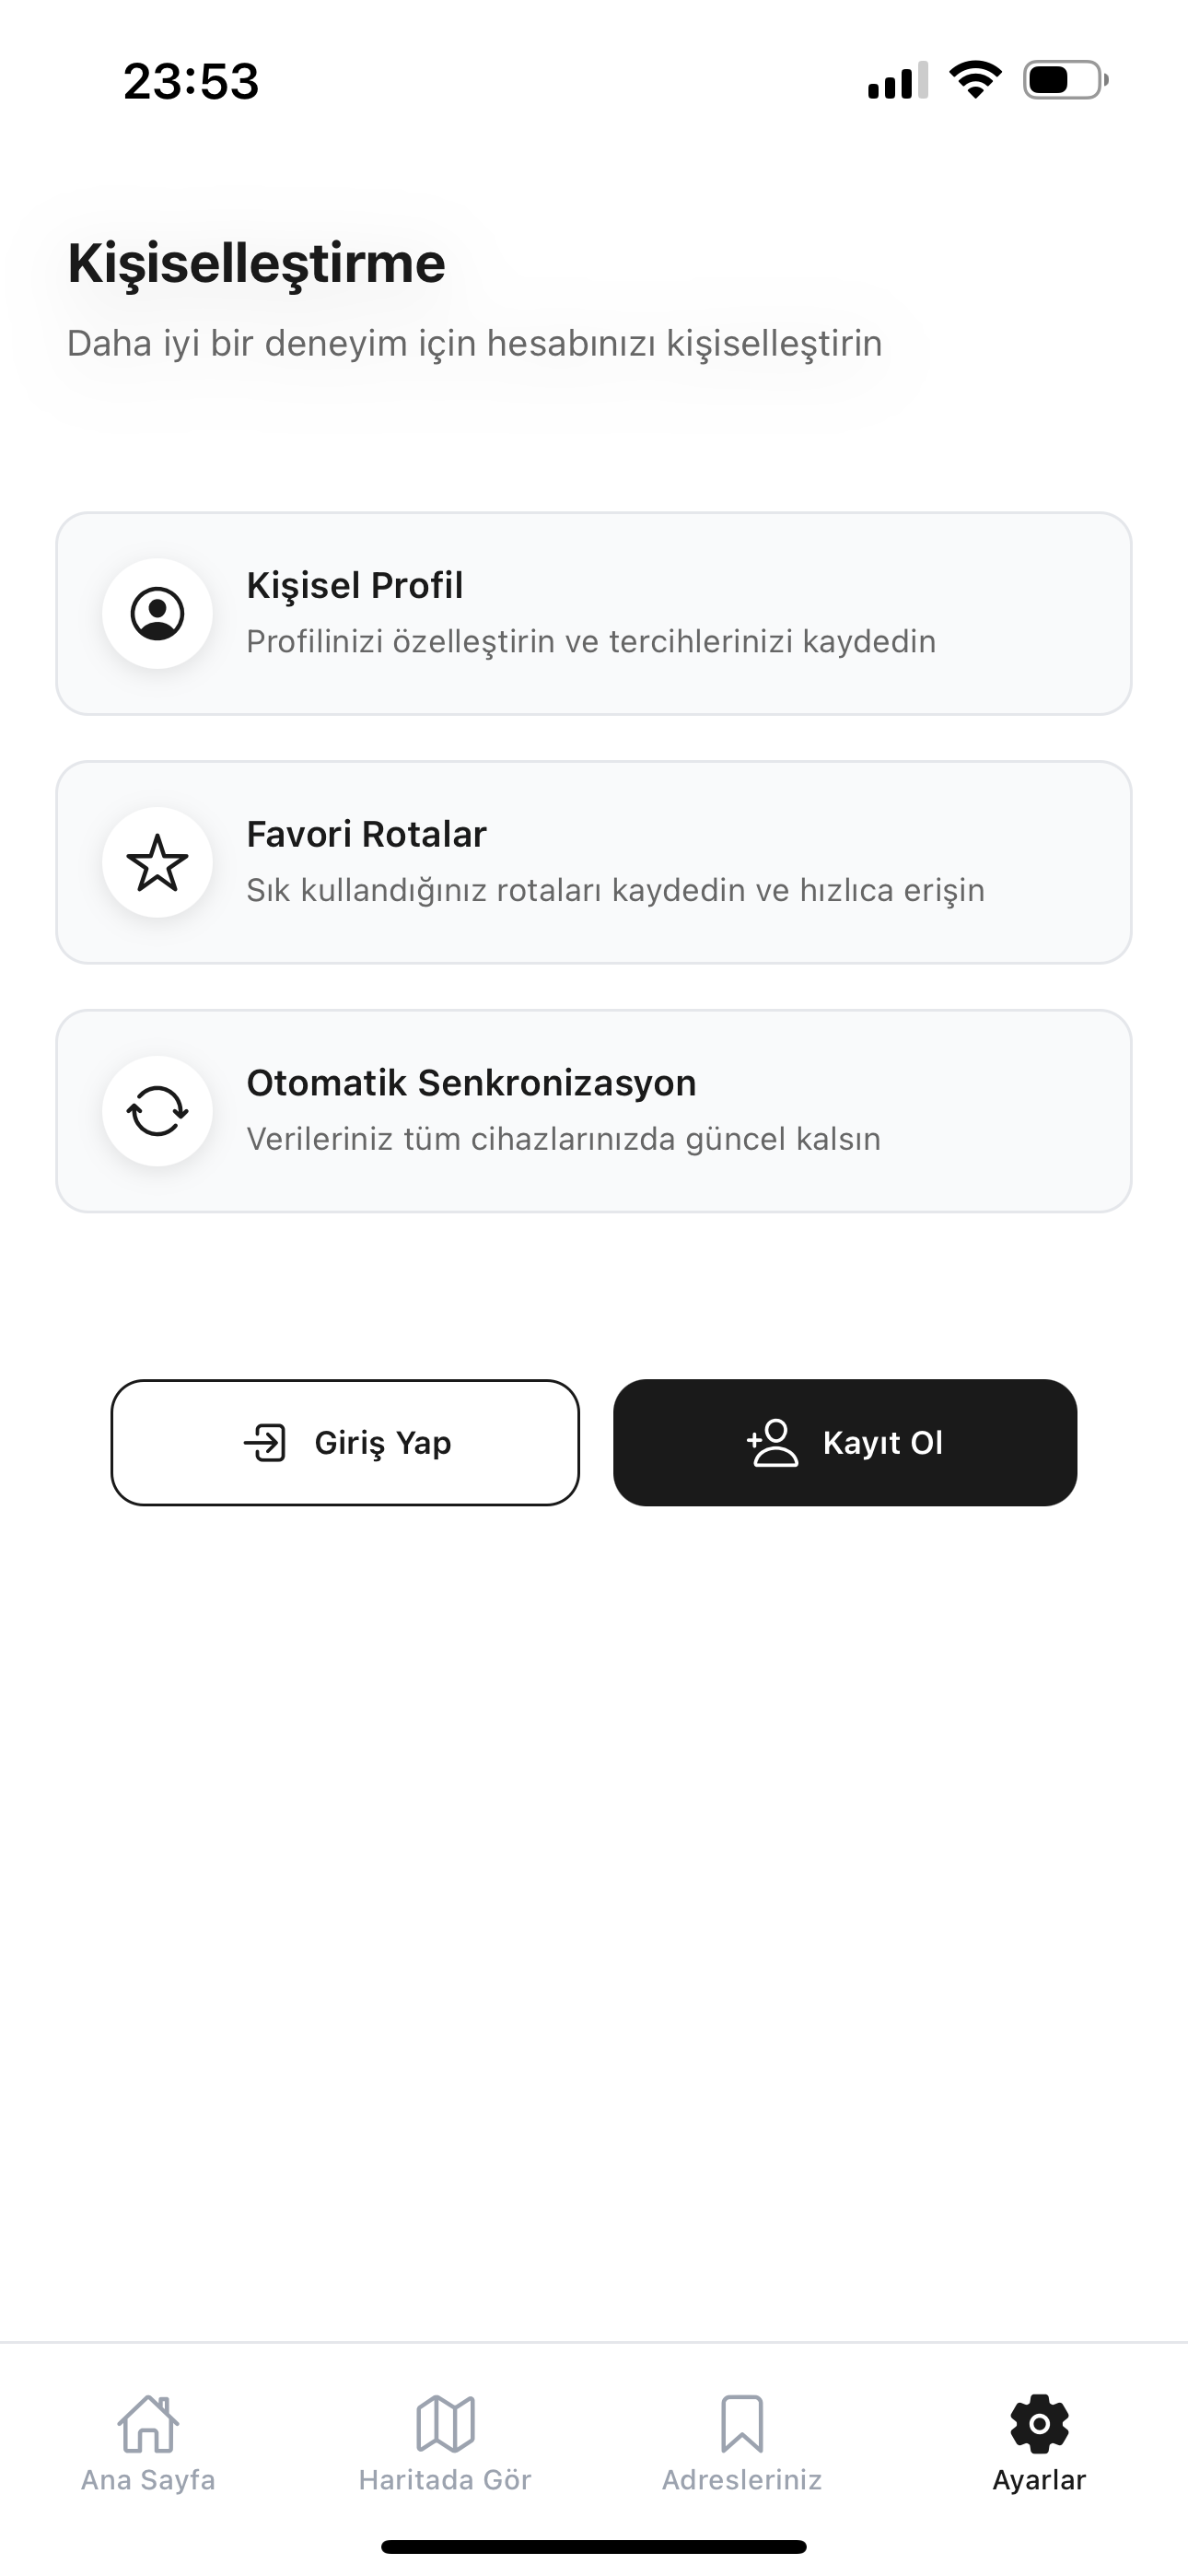 23:53
Kişiselleştirme
Daha iyi bir deneyim için hesabınızı kişiselleştirin
Kişisel Profil
Profilinizi özelleştirin ve tercihlerinizi kaydedin
Favori Rotalar
Sık kullandığınız rotaları kaydedin ve hızlıca erişin
Otomatik Senkronizasyon
Verileriniz tüm cihazlarınızda güncel kalsın
Giriş Yap
Kayıt Ol
Ana Sayfa
Haritada Gör
Adresleriniz
Ayarlar